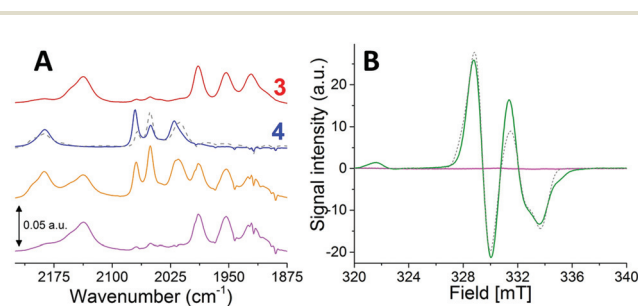 A
3
4
0.05 a.u.
2175 2100 2025 1950 1875
Wavenumber (cm-1)
B
Signal intensity (a.u.)
20
10
0
-10
-20
320 324 328 332 336 340
Field [mT]